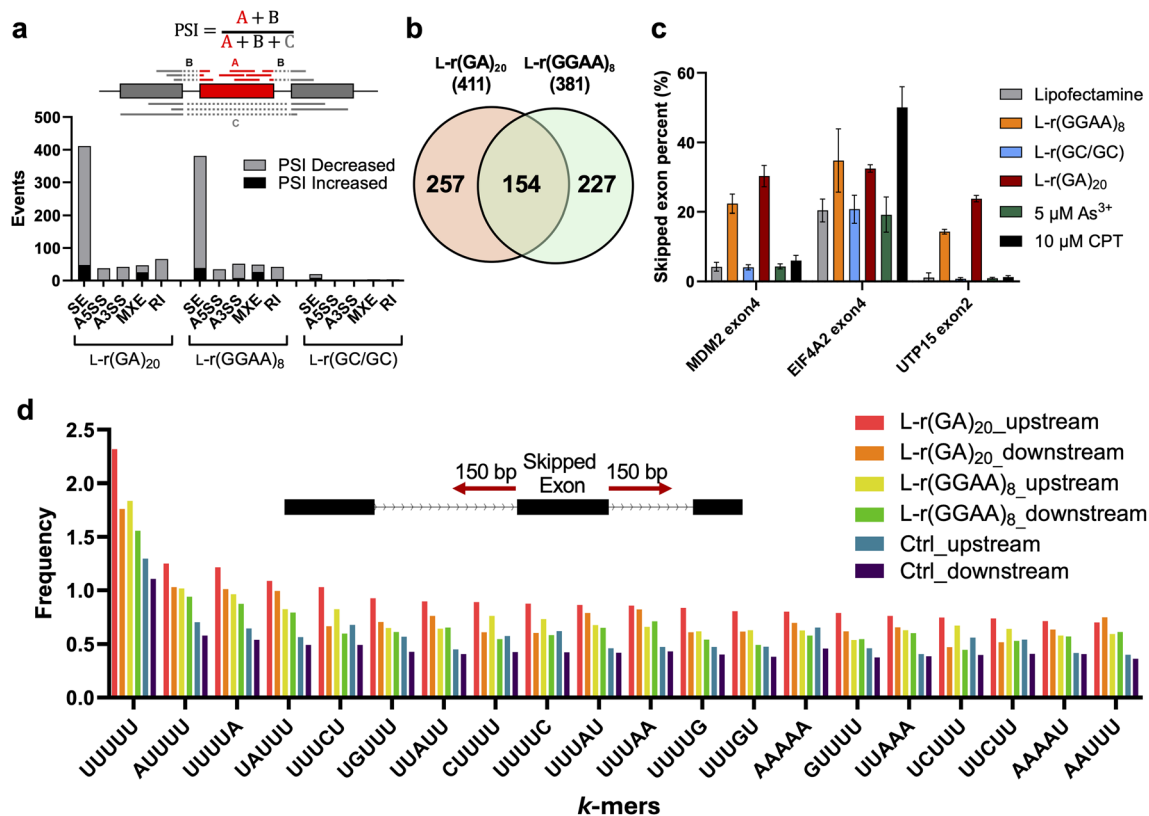 a
PSI = A + B / A + B + C
B A B
C
Events
500
400
300
200
100
0
PSI Decreased
PSI Increased
SE A5SS A3SS MXE RI SE A5SS A3SS MXE RI SE A5SS A3SS MXE RI
L-r(GA)20 L-r(GGAA)8 L-r(GC/GC)
b
L-r(GA)20 L-r(GGAA)8
(411) (381)
257 154 227
c
Skipped exon percent (%)
60
40
20
0
MDM2 exon4 EIF4A2 exon4 UTP15 exon2
Lipofectamine
L-r(GGAA)8
L-r(GC/GC)
L-r(GA)20
5 µM As3+
10 µM CPT
d
Frequency
2.5
2.0
1.5
1.0
0.5
0.0
150 bp Skipped Exon 150 bp
L-r(GA)20_upstream
L-r(GA)20_downstream
L-r(GGAA)8_upstream
L-r(GGAA)8_downstream
Ctrl_upstream
Ctrl_downstream
UUUUU AUUUU UUUUA UAUUU UUUCU UGUUU UUAUU CUUUU UUUUC UUUAU UUUAA UUUUG UUUGU AAAAA GUUUU UUAAA UCUUU UUCUU AAAAU AAUUU
k-mers